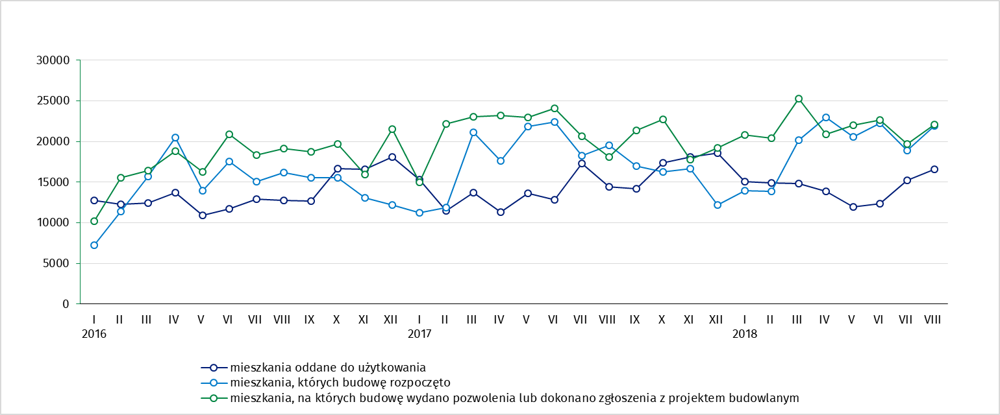 30000
25000
20000
15000
10000
5000
0
I II III IV V VI VII VIII IX X XI XII I II III IV V VI VII VIII IX X XI XII I II III IV V VI VII VIII
2016 2017 2018
mieszkania oddane do użytkowania
mieszkania, których budowę rozpoczęto
mieszkania, na których budowę wydano pozwolenia lub dokonano zgłoszenia z projektem budowlanym